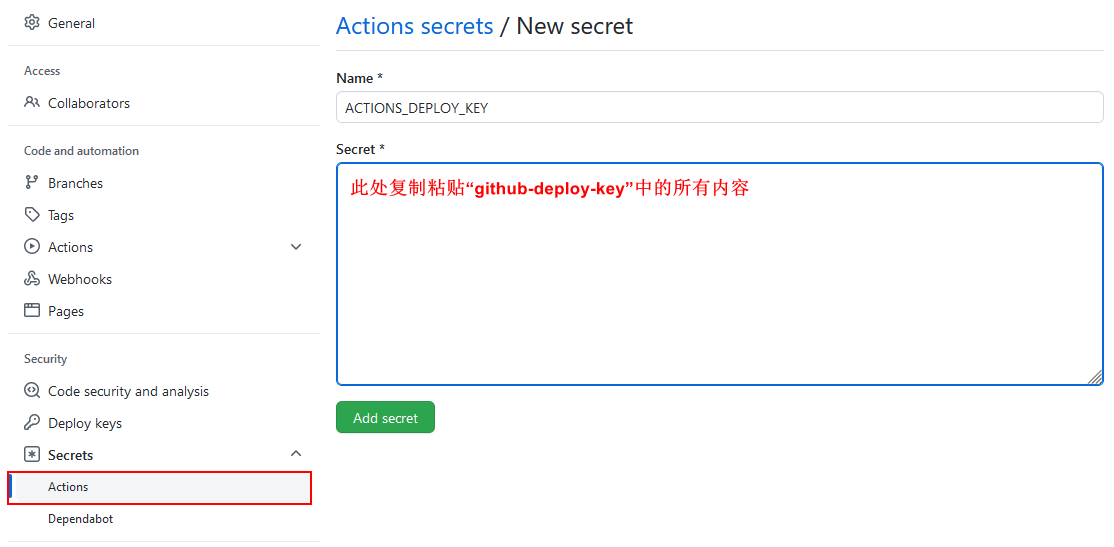 General
Access
Collaborators
Code and automation
Branches
Tags
Actions
Webhooks
Pages
Security
Code security and analysis
Deploy keys
Secrets
Actions
Dependabot
Actions secrets / New secret
Name *
ACTIONS_DEPLOY_KEY
Secret *
此处复制粘贴“github-deploy-key”中的所有内容
Add secret